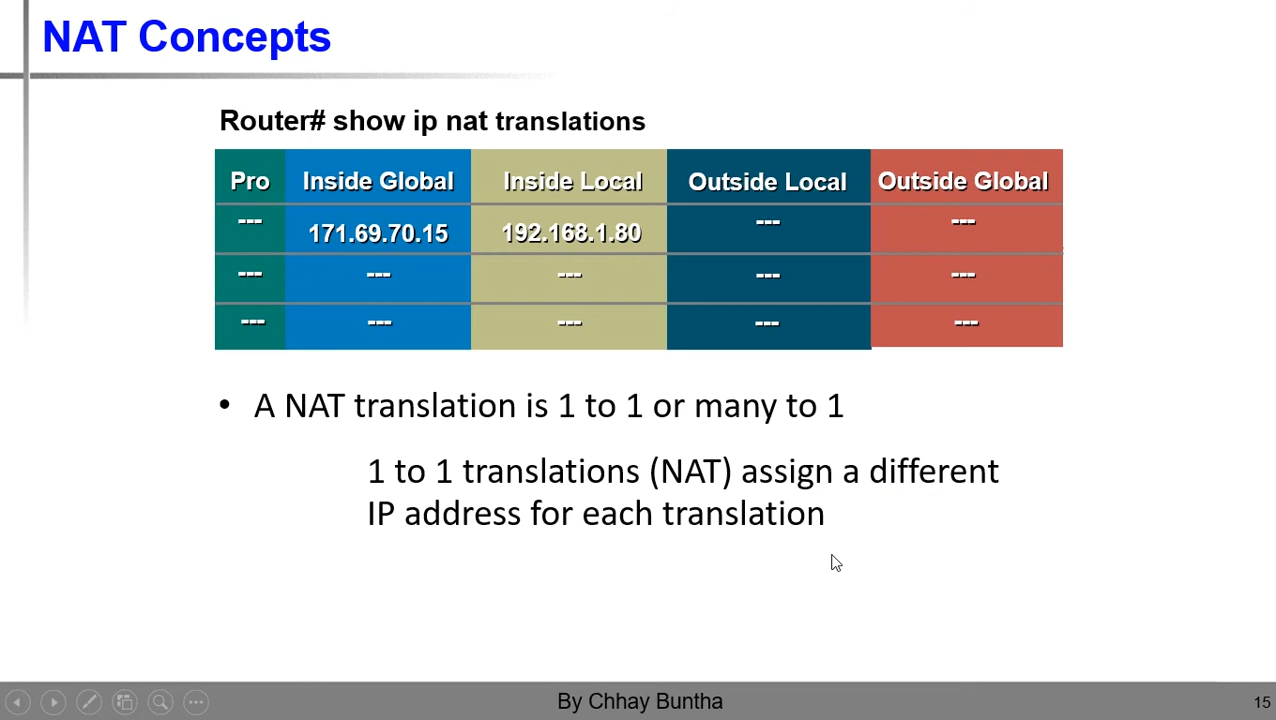 NAT Concepts
Router# show ip nat translations
Pro Inside Global Inside Local Outside Local Outside Global
--- 171.69.70.15 192.168.1.80 --- ---
--- --- --- --- ---
--- --- --- --- ---
• A NAT translation is 1 to 1 or many to 1
1 to 1 translations (NAT) assign a different
IP address for each translation
By Chhay Buntha
15